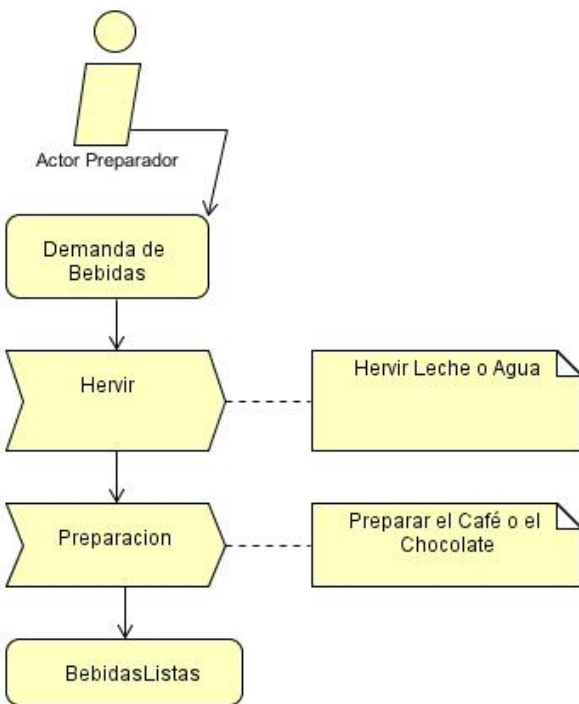 Actor Preparador
Demanda de
Bebidas
Hervir
Hervir Leche o Agua
Preparacion
Preparar el Café o el
Chocolate
BebidasListas